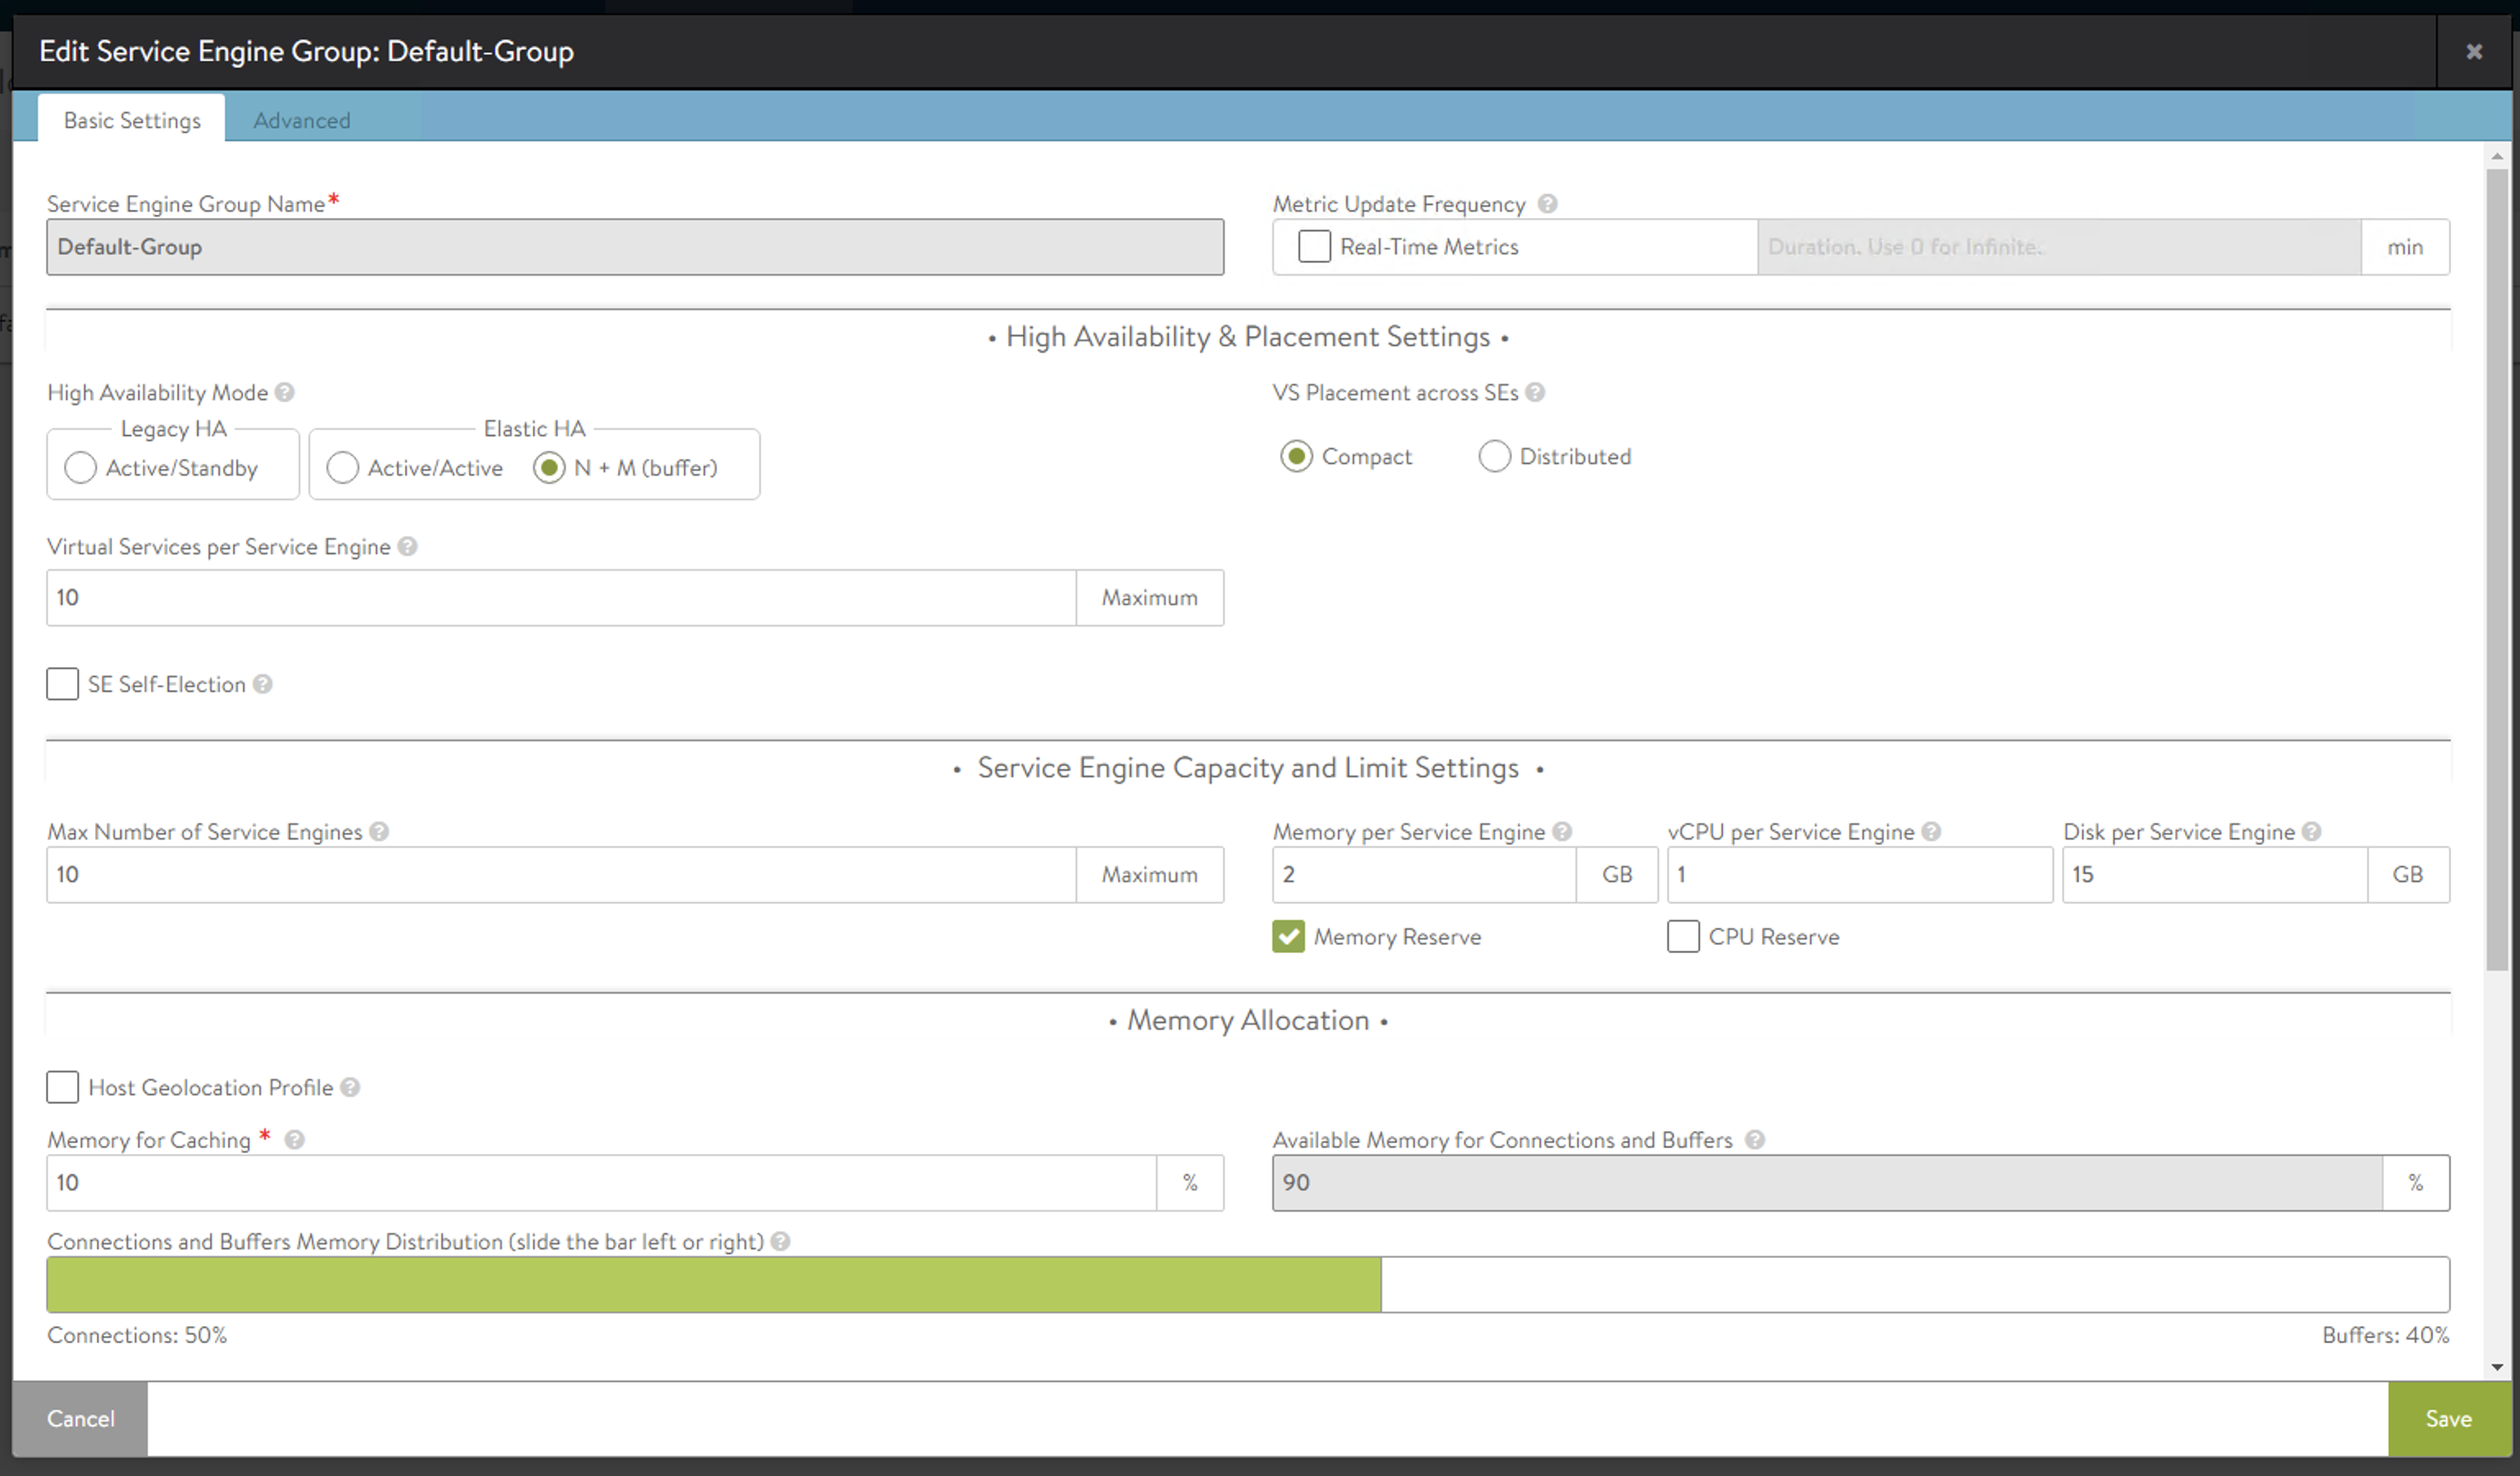 Edit Service Engine Group: Default-Group
Basic Settings
Advanced
Service Engine Group Name*
Default-Group
Metric Update Frequency
Real-Time Metrics
Duration. Use 0 for Infinite.
min
• High Availability & Placement Settings •
High Availability Mode
Legacy HA
Active/Standby
Elastic HA
Active/Active
N + M (buffer)
VS Placement across SEs
Compact
Distributed
Virtual Services per Service Engine
10
Maximum
SE Self-Election
• Service Engine Capacity and Limit Settings •
Max Number of Service Engines
10
Maximum
Memory per Service Engine
2
GB
Memory Reserve
vCPU per Service Engine
1
CPU Reserve
Disk per Service Engine
15
GB
• Memory Allocation •
Host Geolocation Profile
Memory for Caching *
10
%
Available Memory for Connections and Buffers
90
%
Connections and Buffers Memory Distribution (slide the bar left or right)
Connections: 50%
Buffers: 40%
Cancel
Save